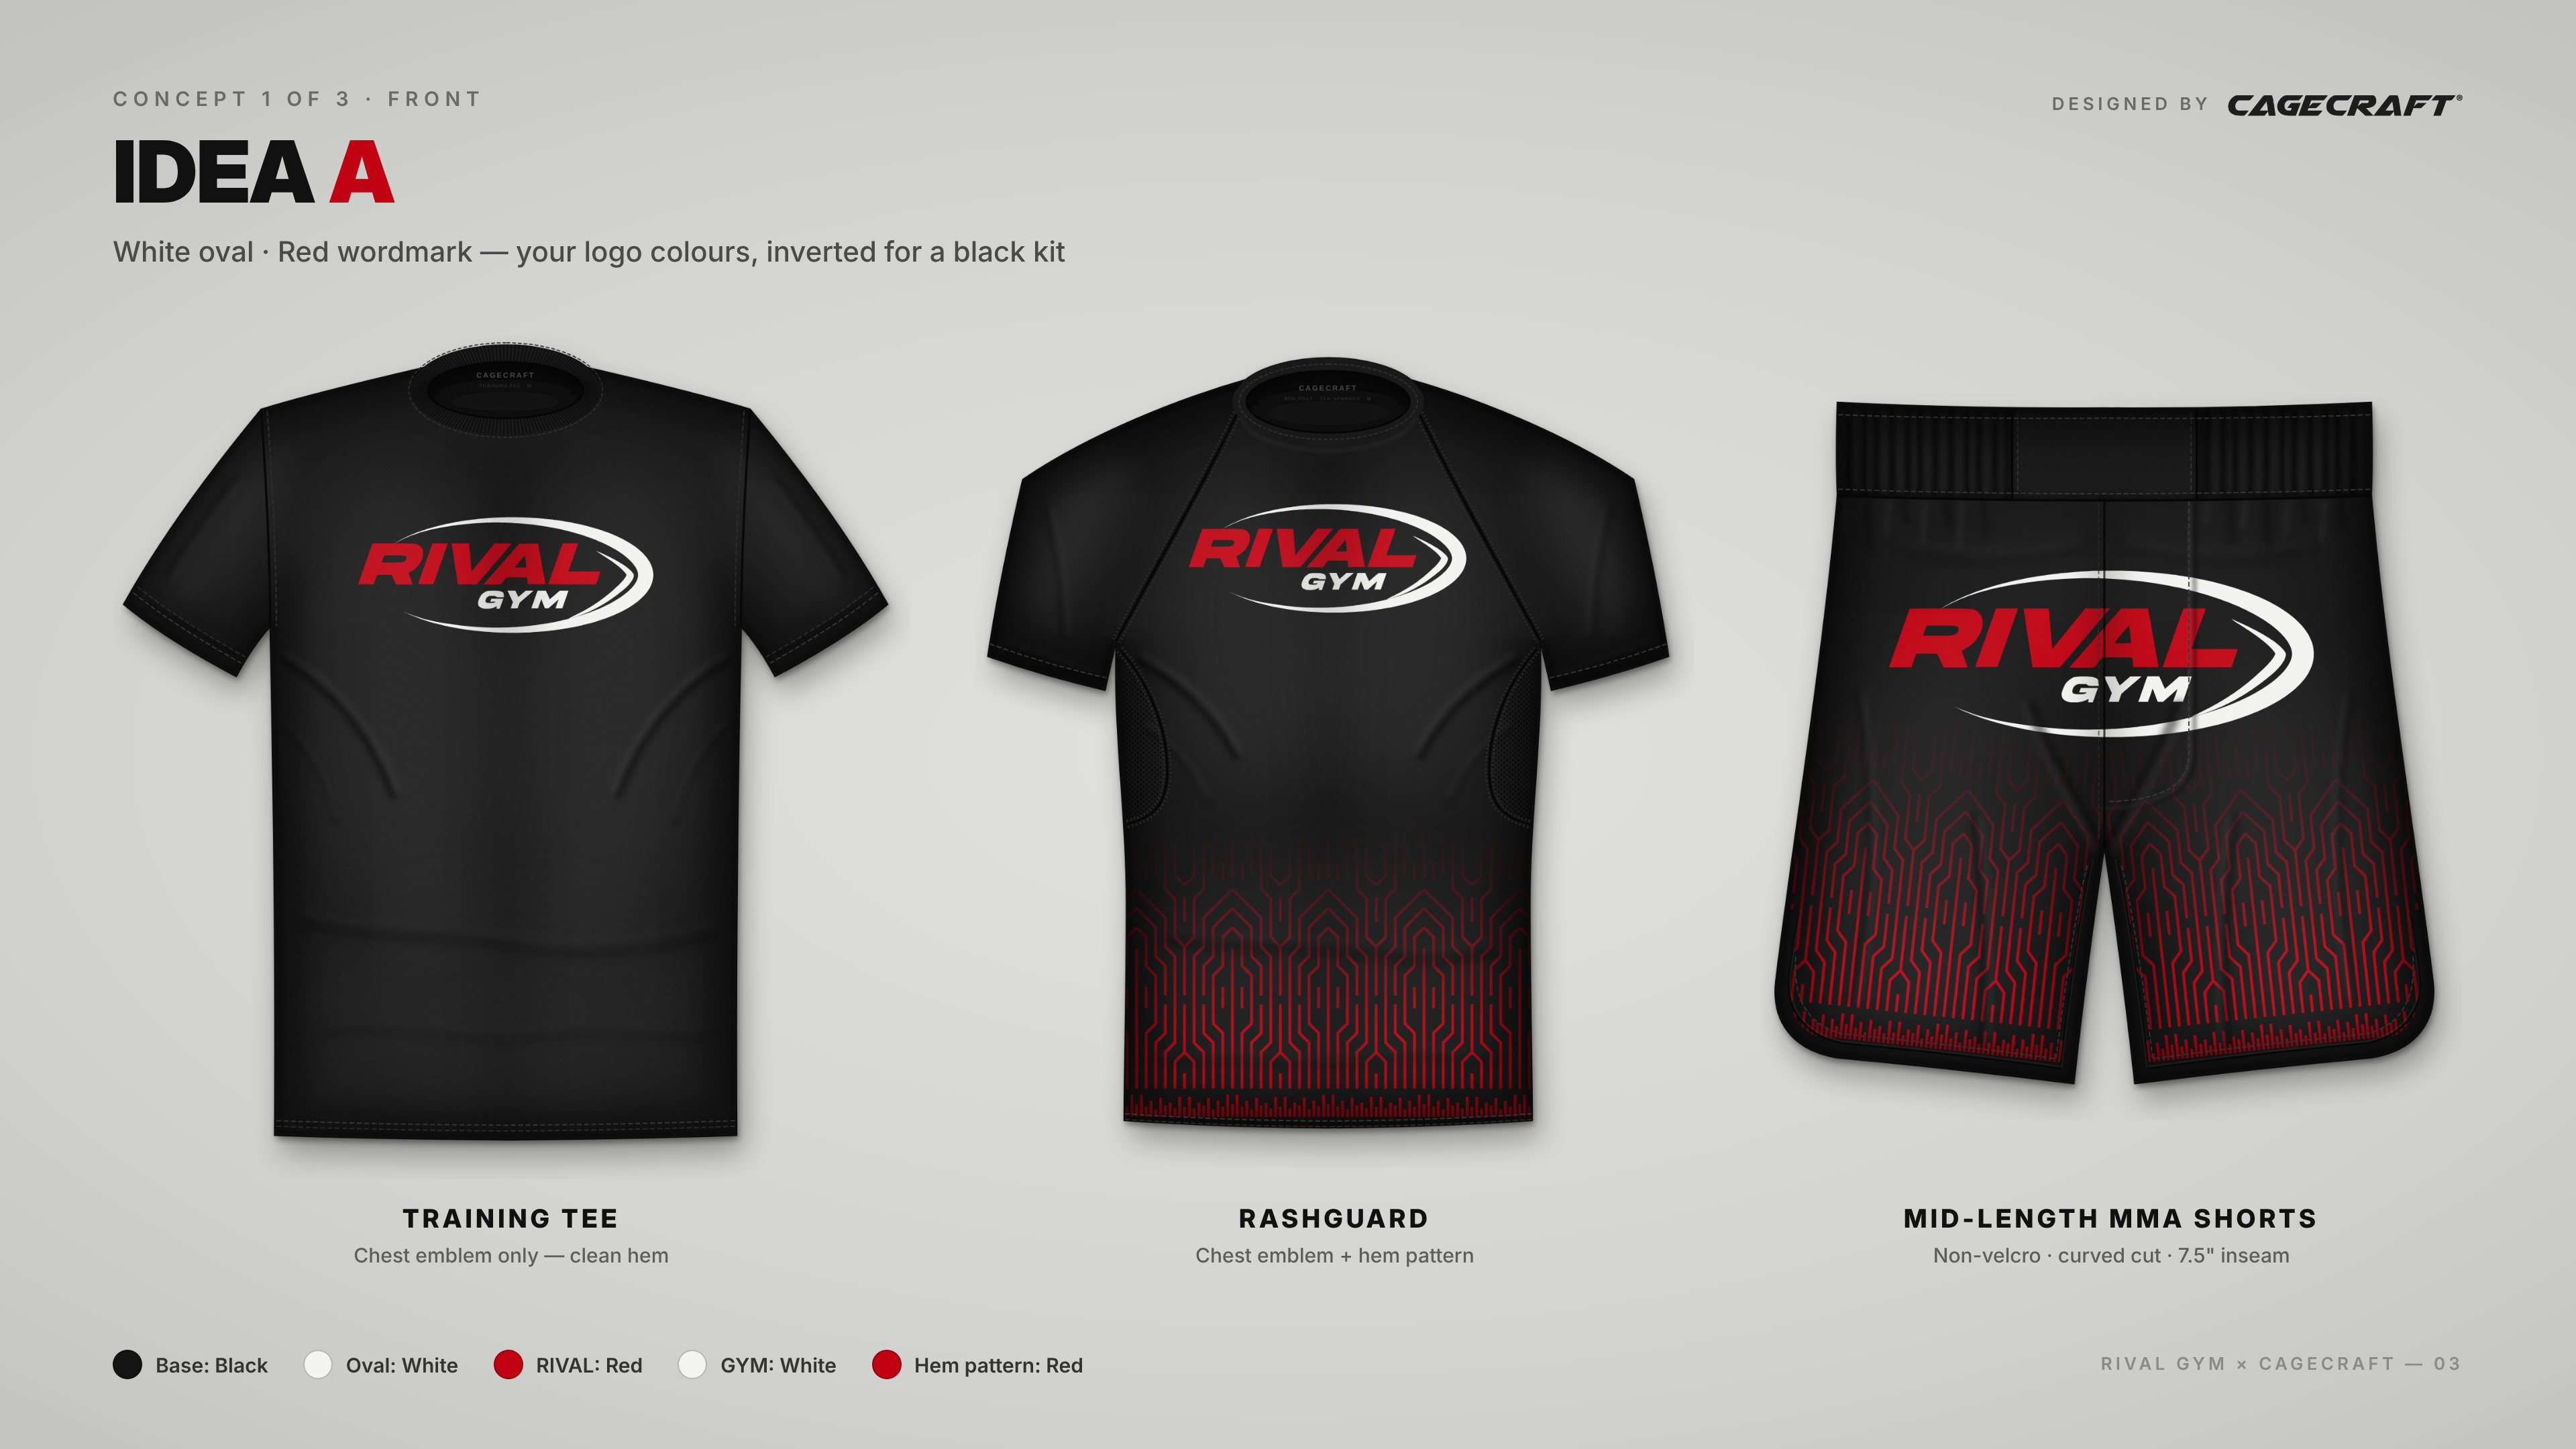 CONCEPT 1 OF 3 · FRONT
DESIGNED BY CAGECRAFT®
IDEA A
White oval · Red wordmark — your logo colours, inverted for a black kit
CAGECRAFT
TRAINING TEE · M
RIVAL
GYM
CAGECRAFT
RIVAL
GYM
RIVAL
GYM
TRAINING TEE
Chest emblem only — clean hem
RASHGUARD
Chest emblem + hem pattern
MID-LENGTH MMA SHORTS
Non-velcro · curved cut · 7.5" inseam
Base: Black
Oval: White
RIVAL: Red
GYM: White
Hem pattern: Red
RIVAL GYM × CAGECRAFT — 03